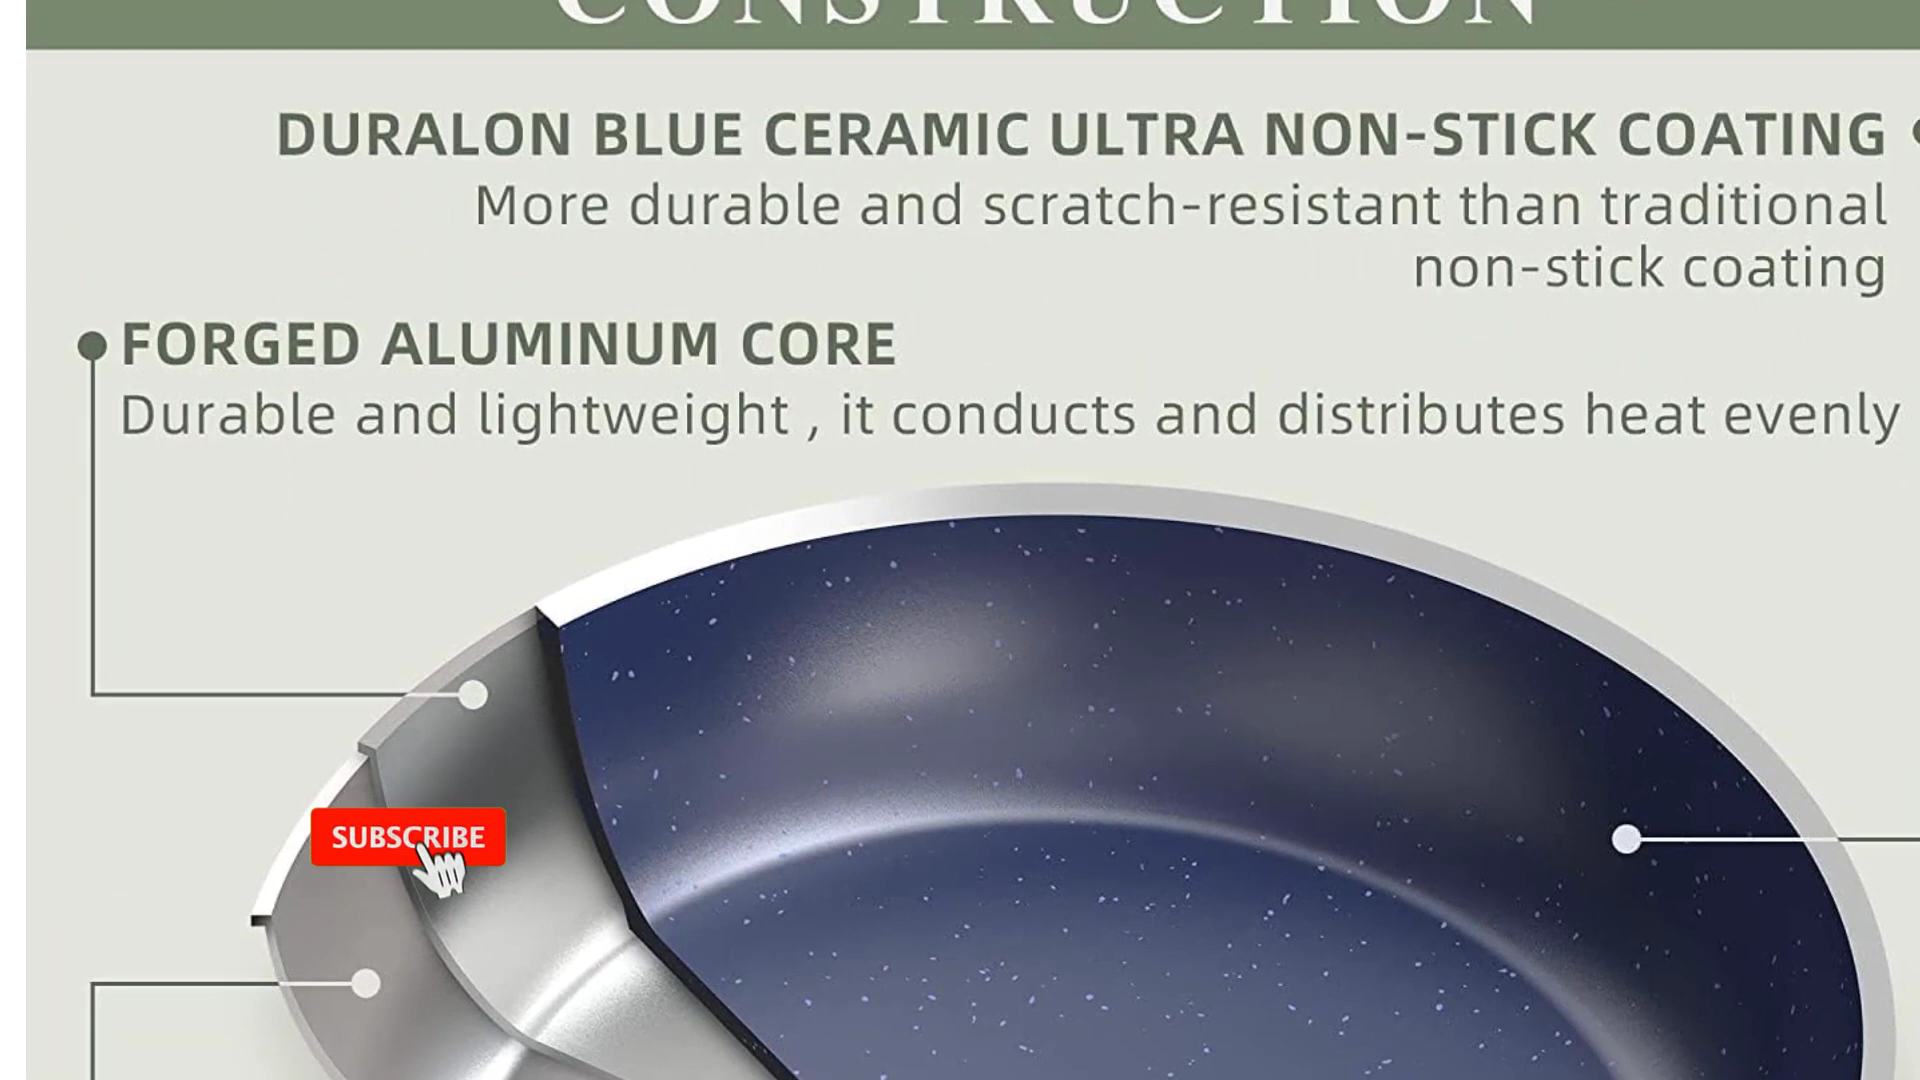 CONSTRUCTION
DURALON BLUE CERAMIC ULTRA NON-STICK COATING
More durable and scratch-resistant than traditional
non-stick coating
FORGED ALUMINUM CORE
Durable and lightweight , it conducts and distributes heat evenly
SUBSCRIBE